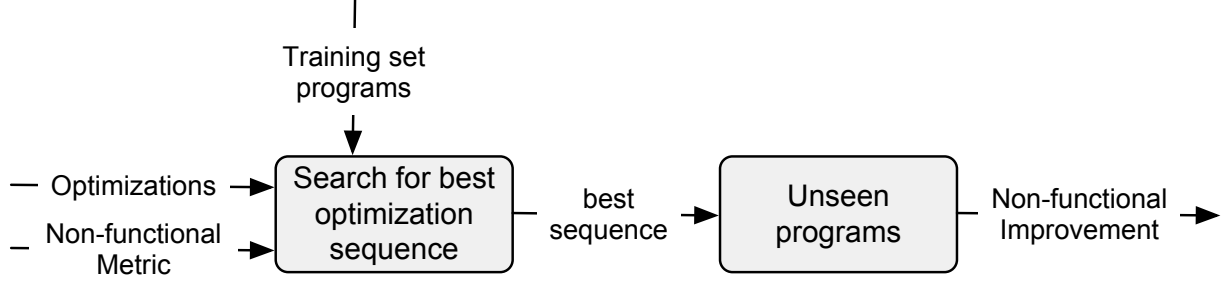 Training set
programs
Optimizations
Non-functional
Metric
Search for best
optimization
sequence
best
sequence
Unseen
programs
Non-functional
Improvement